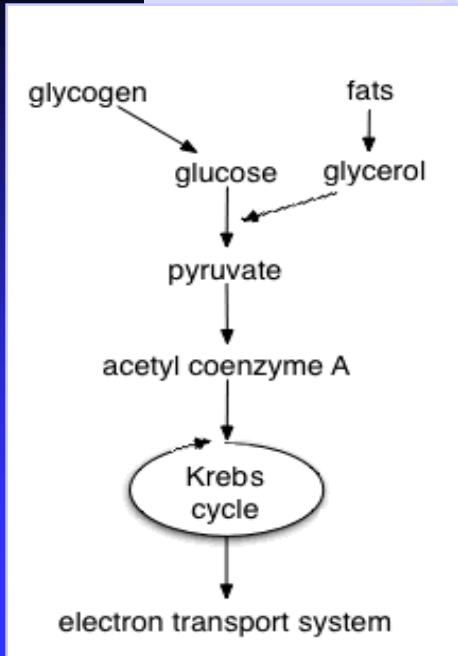 glycogen
fats
glucose
glycerol
pyruvate
acetyl coenzyme A
Krebs
cycle
electron transport system